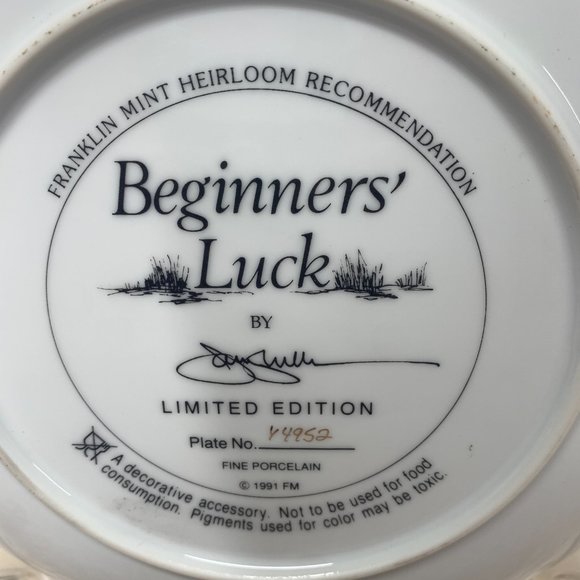 FRANKLIN MINT HEIRLOOM RECOMMENDATION
Beginners'
Luck
BY
LIMITED EDITION
Plate No. Y4952
FINE PORCELAIN
© 1991 FM
A decorative accessory. Not to be used for food
consumption. Pigments used for color may be toxic.